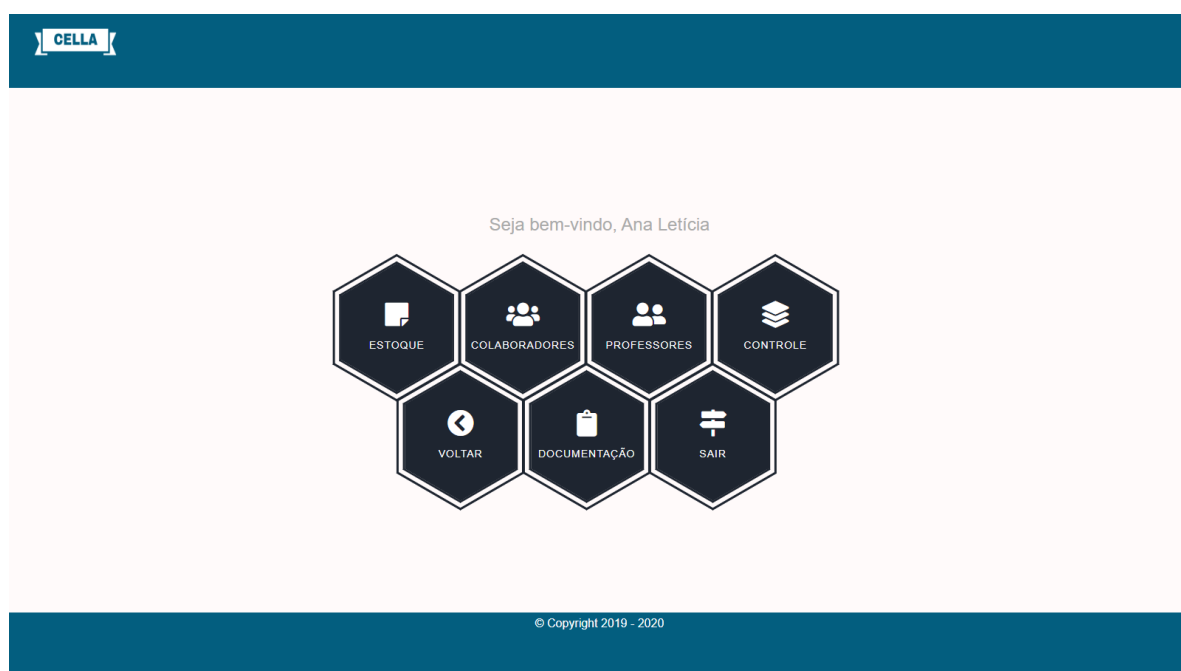 CELLA
Seja bem-vindo, Ana Letícia
ESTOQUE
COLABORADORES
PROFESSORES
CONTROLE
VOLTAR
DOCUMENTAÇÃO
SAIR
© Copyright 2019 - 2020